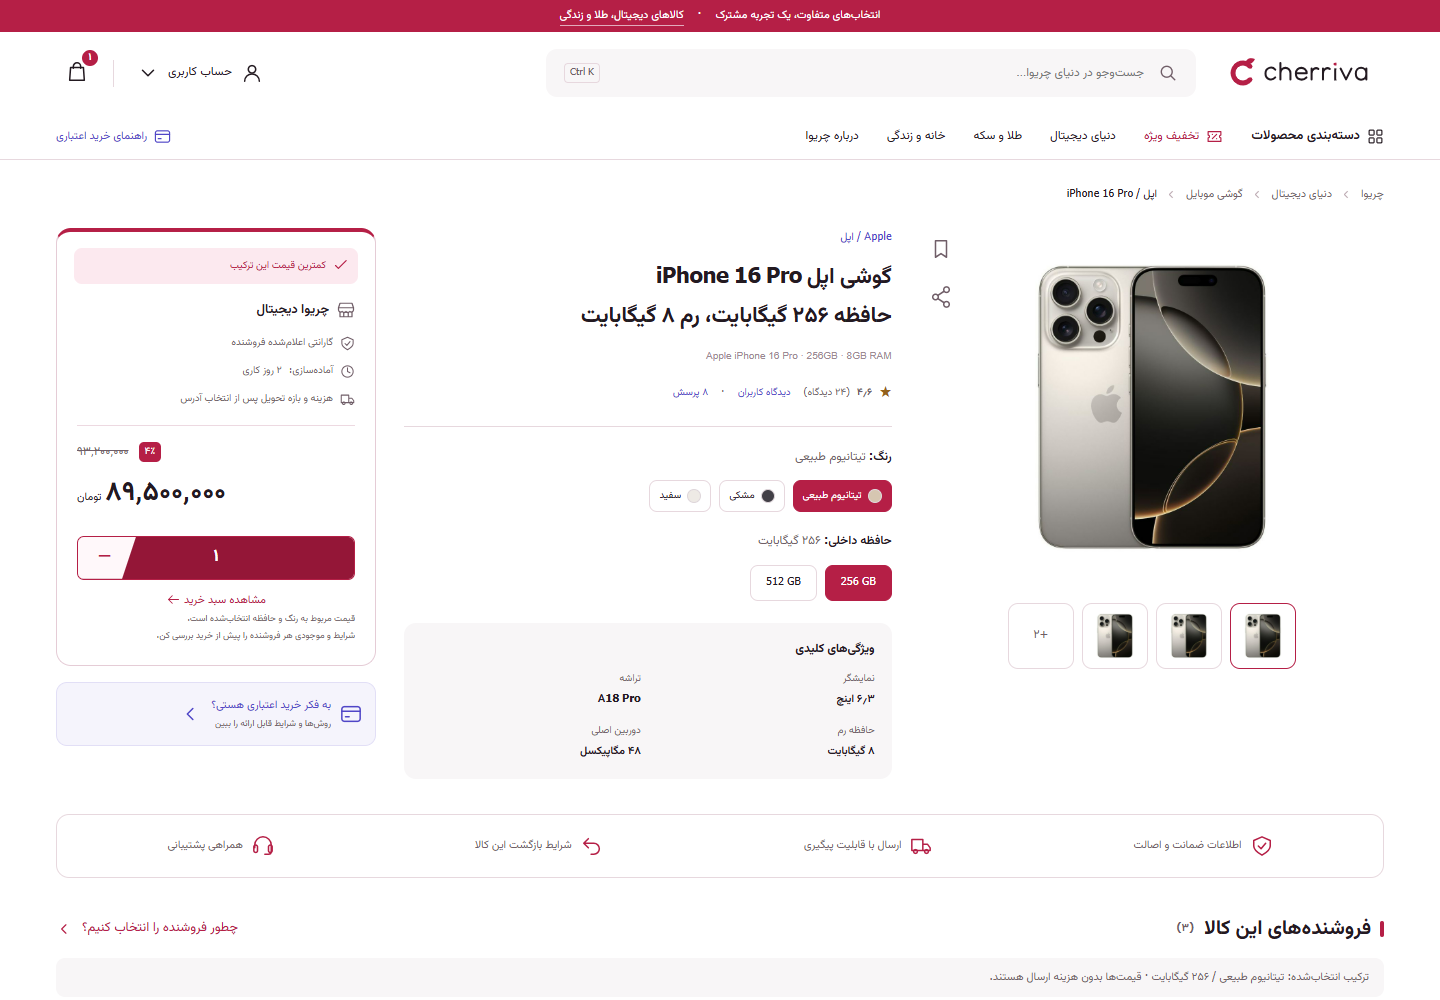 انتخاب‌های متفاوت، یک تجربه مشترک · کالاهای دیجیتال، طلا و زندگی
cherriva
جست‌وجو در دنیای چریوا...
Ctrl K
حساب کاربری
۱
دسته‌بندی محصولات
تخفیف ویژه
دنیای دیجیتال
طلا و سکه
خانه و زندگی
درباره چریوا
راهنمای خرید اعتباری
چریوا
دنیای دیجیتال
گوشی موبایل
اپل / iPhone 16 Pro
+۲
Apple / اپل
گوشی اپل iPhone 16 Pro
حافظه ۲۵۶ گیگابایت، رم ۸ گیگابایت
Apple iPhone 16 Pro · 256GB · 8GB RAM
۴٫۶ (۲۴ دیدگاه) دیدگاه کاربران · ۸ پرسش
رنگ: تیتانیوم طبیعی
تیتانیوم طبیعی
مشکی
سفید
حافظه داخلی: ۲۵۶ گیگابایت
256 GB
512 GB
ویژگی‌های کلیدی
نمایشگر
۶٫۳ اینچ
تراشه
A18 Pro
حافظه رم
۸ گیگابایت
دوربین اصلی
۴۸ مگاپیکسل
کمترین قیمت این ترکیب
چریوا دیجیتال
گارانتی اعلام‌شده فروشنده
آماده‌سازی: ۲ روز کاری
هزینه و بازه تحویل پس از انتخاب آدرس
۴٪
۹۳,۲۰۰,۰۰۰
۸۹,۵۰۰,۰۰۰ تومان
۱
مشاهده سبد خرید
قیمت مربوط به رنگ و حافظه انتخاب‌شده است.
شرایط و موجودی هر فروشنده را پیش از خرید بررسی کن.
به فکر خرید اعتباری هستی؟
روش‌ها و شرایط قابل ارائه را ببین
اطلاعات ضمانت و اصالت
ارسال با قابلیت پیگیری
شرایط بازگشت این کالا
همراهی پشتیبانی
فروشنده‌های این کالا (۳)
چطور فروشنده را انتخاب کنیم؟
ترکیب انتخاب‌شده: تیتانیوم طبیعی / ۲۵۶ گیگابایت · قیمت‌ها بدون هزینه ارسال هستند.